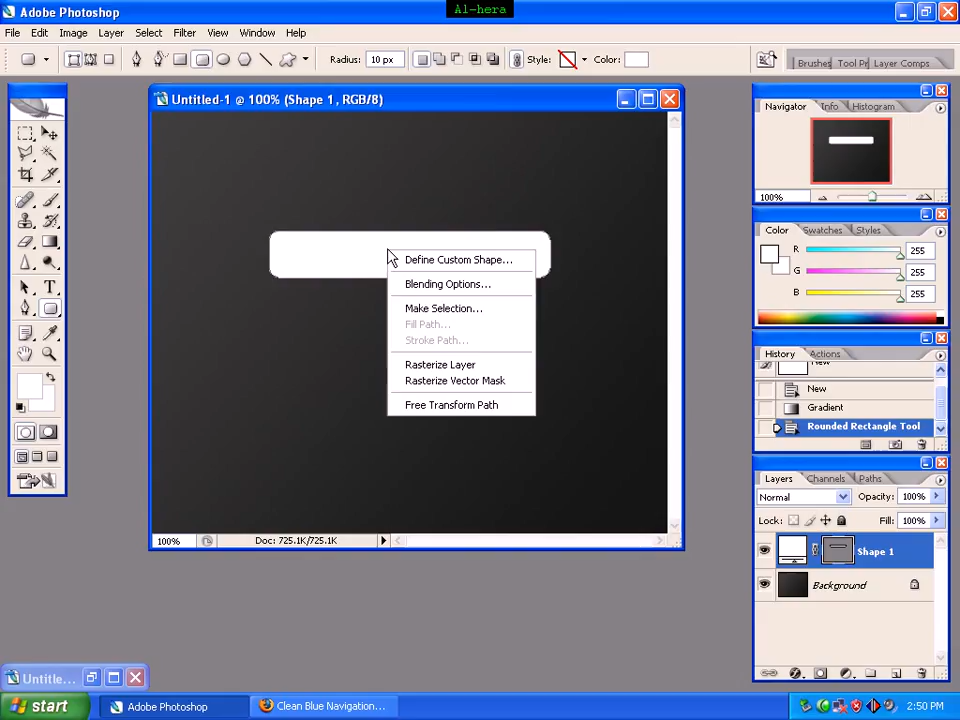 Al-hera
Adobe Photoshop
File Edit Image Layer Select Filter View Window Help
Radius: 10 px Style: Color: Brushes Tool Pr Layer Comps
Untitled-1 @ 100% (Shape 1, RGB/8)
Navigator Info Histogram
100%
Color Swatches Styles
R 255
G 255
B 255
Define Custom Shape...
Blending Options...
Make Selection...
Fill Path...
Stroke Path...
Rasterize Layer
Rasterize Vector Mask
Free Transform Path
History Actions
New
New
Gradient
Rounded Rectangle Tool
Layers Channels Paths
Normal Opacity: 100%
Lock: Fill: 100%
Shape 1
Background
100% Doc: 725.1K/725.1K
Untitle...
start Adobe Photoshop Clean Blue Navigation... 2:50 PM